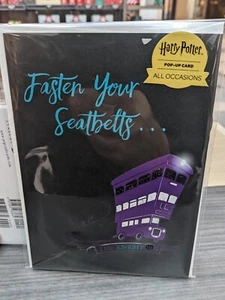 Harry Potter
POP-UP CARD
ALL OCCASIONS
Fasten Your
Seatbelts...